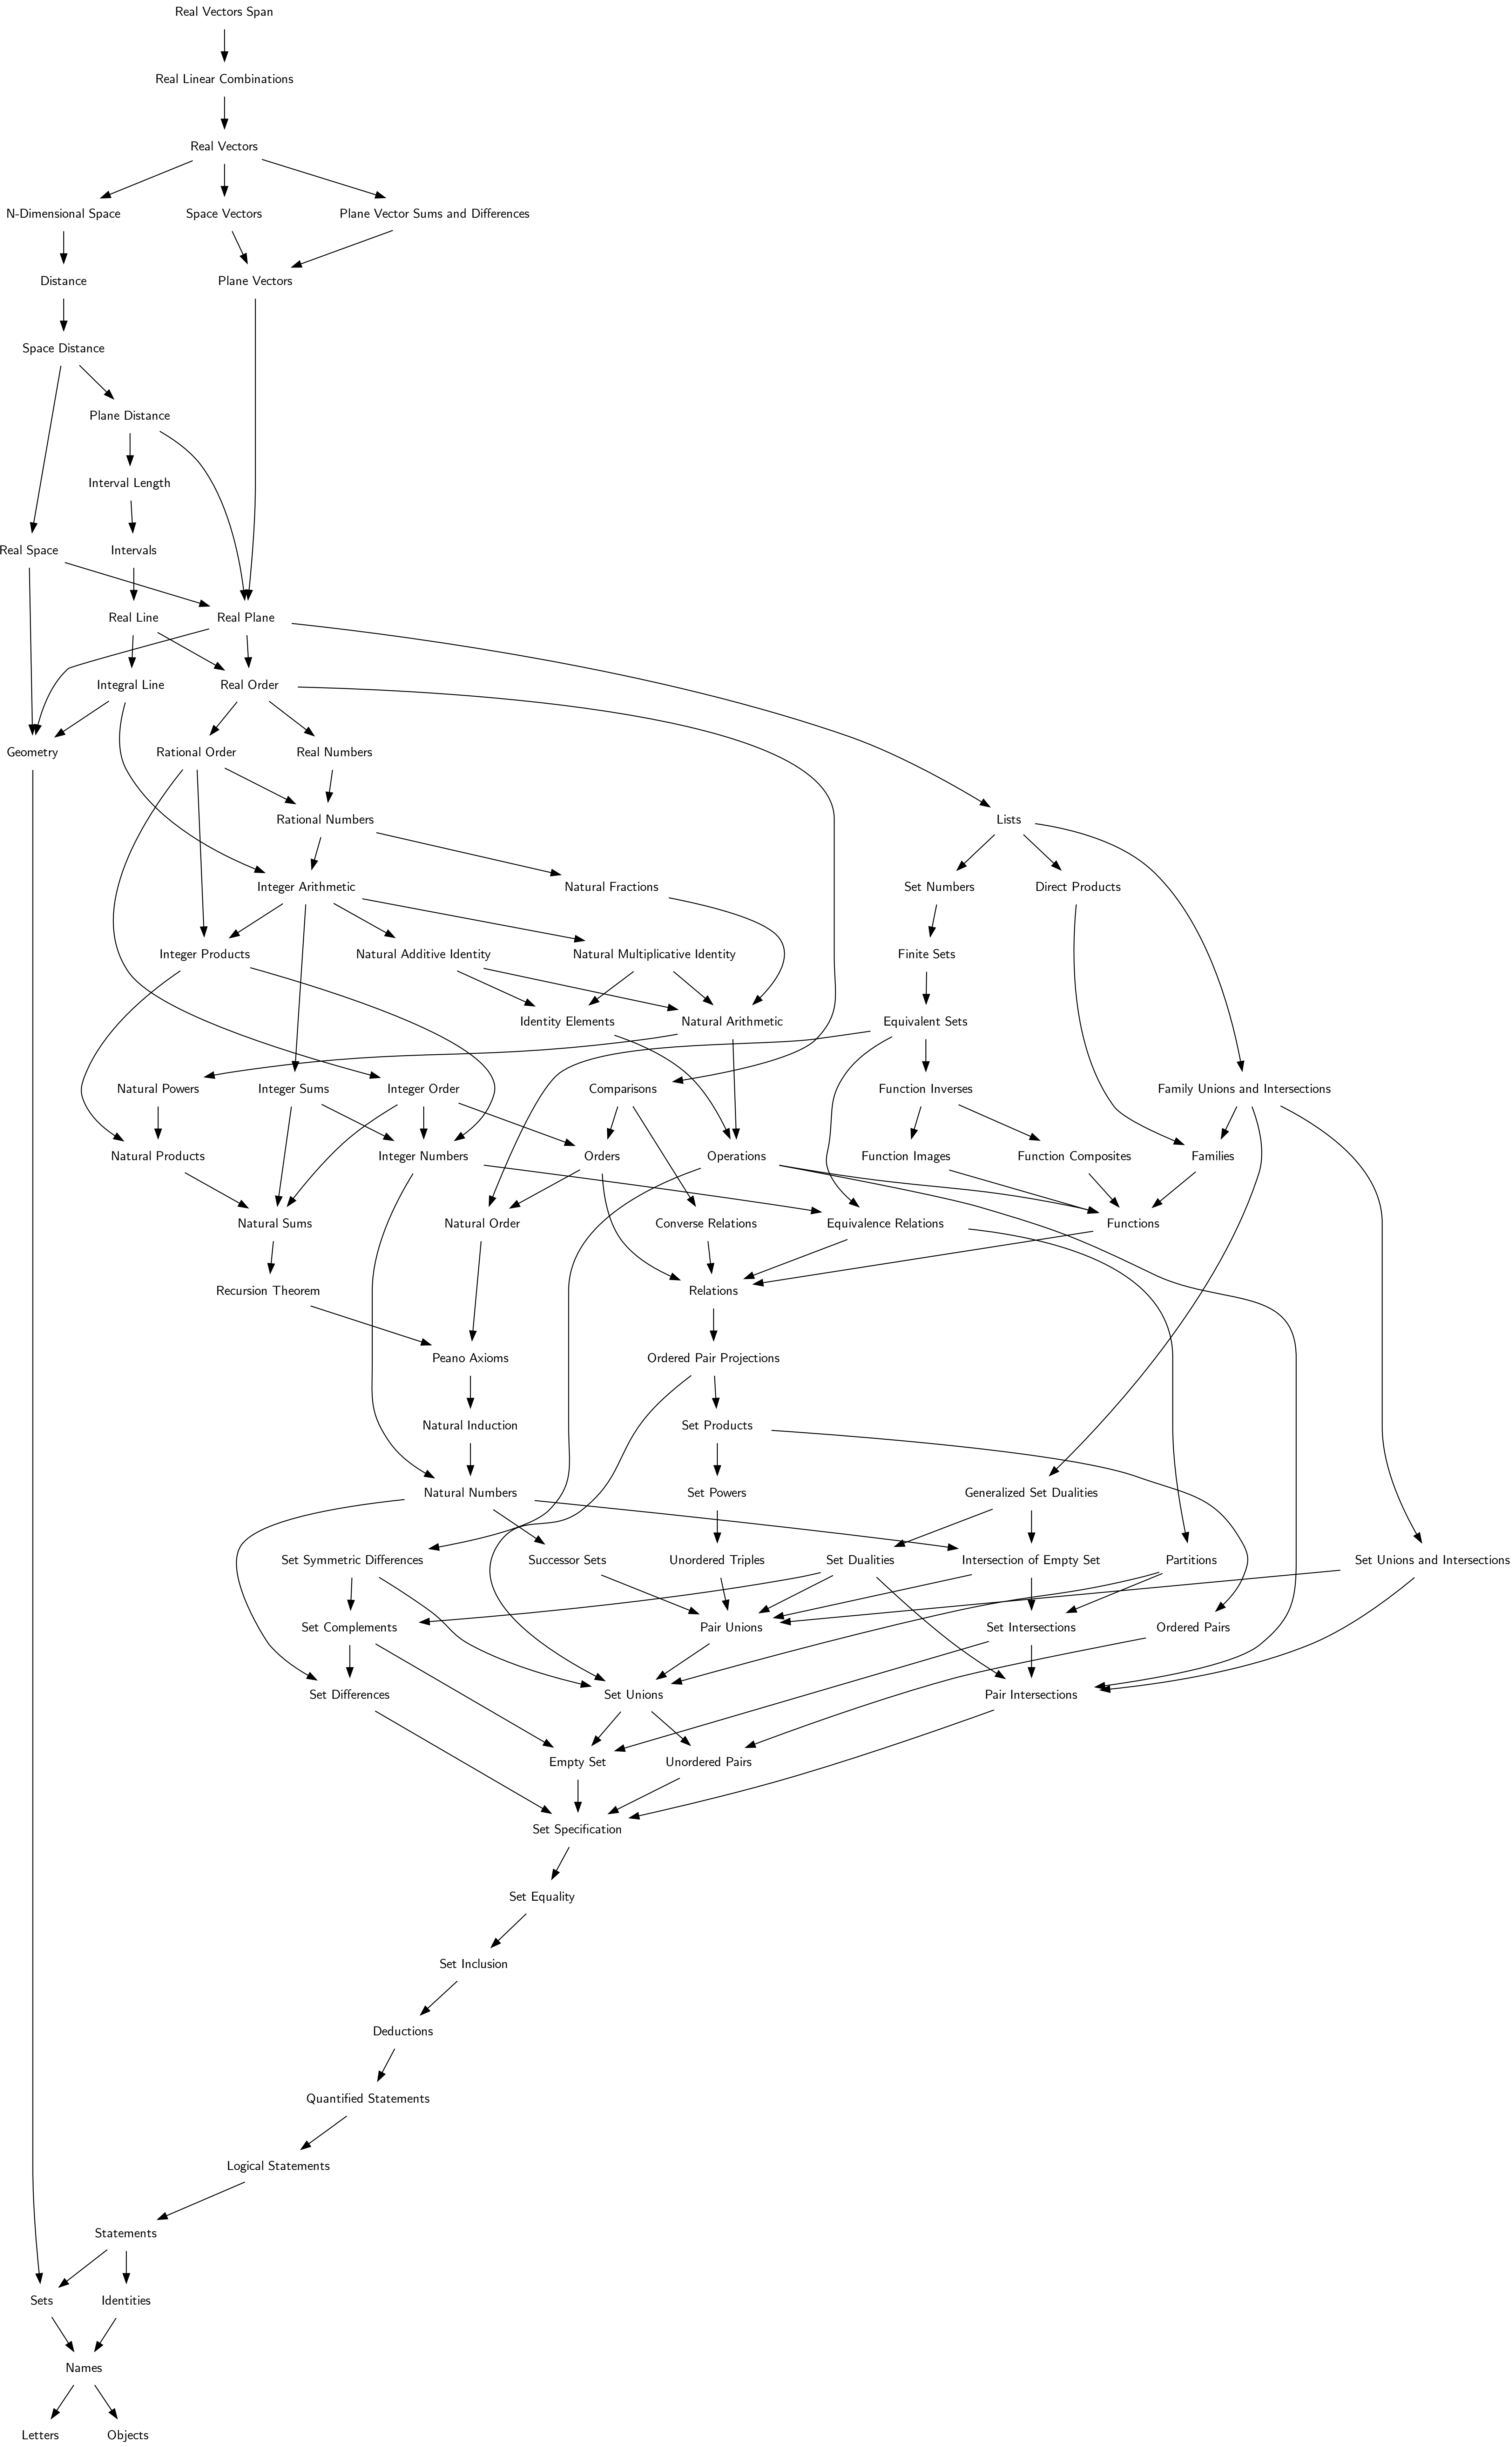 Real Vectors Span
Real Linear Combinations
Real Vectors
N-Dimensional Space
Space Vectors
Plane Vector Sums and Differences
Distance
Plane Vectors
Space Distance
Plane Distance
Interval Length
Real Space
Intervals
Real Line
Real Plane
Integral Line
Real Order
Geometry
Rational Order
Real Numbers
Rational Numbers
Lists
Integer Arithmetic
Natural Fractions
Set Numbers
Direct Products
Integer Products
Natural Additive Identity
Natural Multiplicative Identity
Finite Sets
Identity Elements
Natural Arithmetic
Equivalent Sets
Natural Powers
Integer Sums
Integer Order
Comparisons
Function Inverses
Family Unions and Intersections
Natural Products
Integer Numbers
Orders
Operations
Function Images
Function Composites
Families
Natural Sums
Natural Order
Converse Relations
Equivalence Relations
Functions
Recursion Theorem
Relations
Peano Axioms
Ordered Pair Projections
Natural Induction
Set Products
Natural Numbers
Set Powers
Generalized Set Dualities
Set Symmetric Differences
Successor Sets
Unordered Triples
Set Dualities
Intersection of Empty Set
Partitions
Set Unions and Intersections
Set Complements
Pair Unions
Set Intersections
Ordered Pairs
Set Differences
Set Unions
Pair Intersections
Empty Set
Unordered Pairs
Set Specification
Set Equality
Set Inclusion
Deductions
Quantified Statements
Logical Statements
Statements
Sets
Identities
Names
Letters
Objects